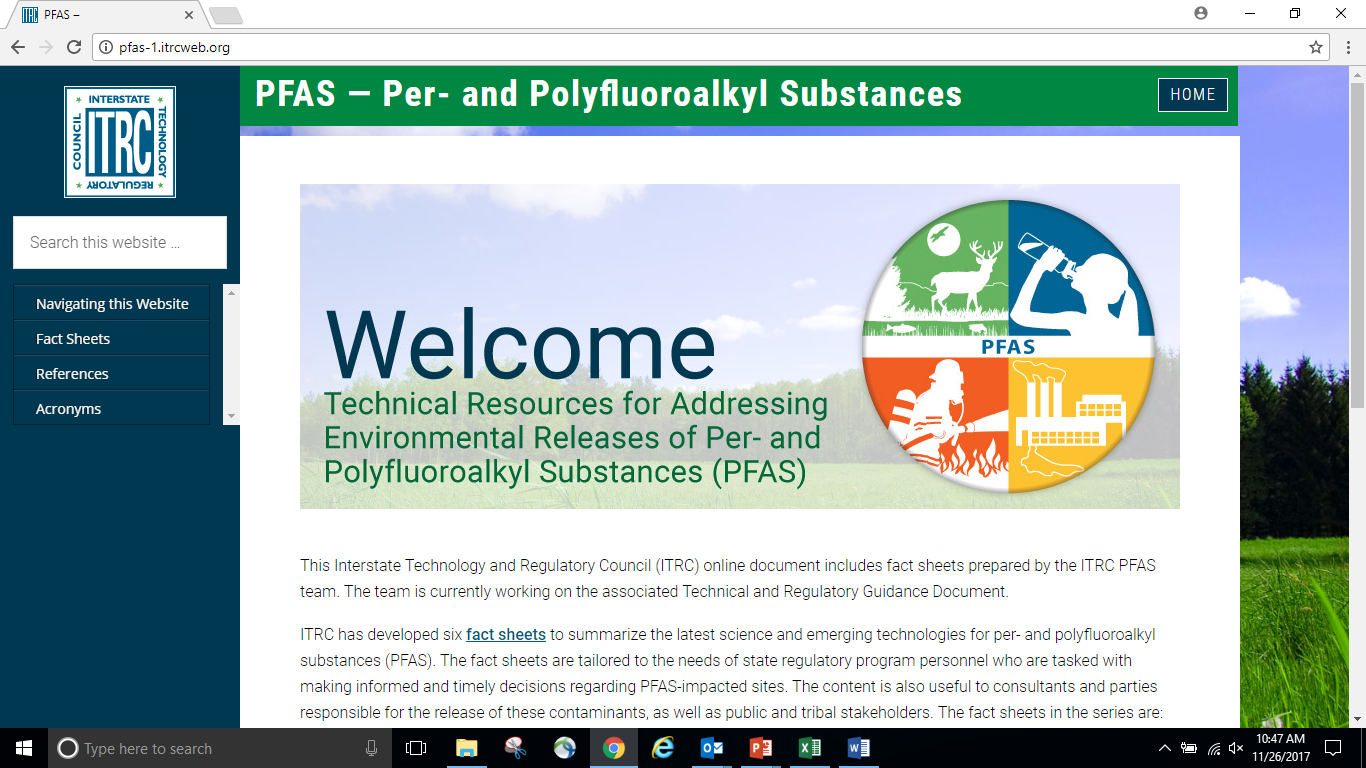 PFAS –
pfas-1.itrcweb.org
INTERSTATE
TECHNOLOGY
REGULATORY
COUNCIL
ITRC
Search this website ...
Navigating this Website
Fact Sheets
References
Acronyms
PFAS — Per- and Polyfluoroalkyl Substances
HOME
Welcome
Technical Resources for Addressing
Environmental Releases of Per- and
Polyfluoroalkyl Substances (PFAS)
PFAS
This Interstate Technology and Regulatory Council (ITRC) online document includes fact sheets prepared by the ITRC PFAS
team. The team is currently working on the associated Technical and Regulatory Guidance Document.
ITRC has developed six fact sheets to summarize the latest science and emerging technologies for per- and polyfluoroalkyl
substances (PFAS). The fact sheets are tailored to the needs of state regulatory program personnel who are tasked with
making informed and timely decisions regarding PFAS-impacted sites. The content is also useful to consultants and parties
responsible for the release of these contaminants, as well as public and tribal stakeholders. The fact sheets in the series are:
Type here to search
10:47 AM
11/26/2017